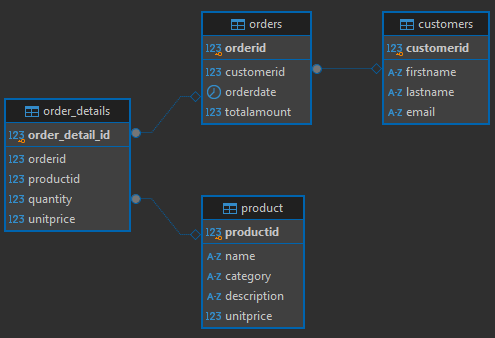 orders
123 orderid
123 customerid
orderdate
123 totalamount
customers
123 customerid
A-Z firstname
A-Z lastname
A-Z email
order_details
123 order_detail_id
123 orderid
123 productid
123 quantity
123 unitprice
product
123 productid
A-Z name
A-Z category
A-Z description
123 unitprice